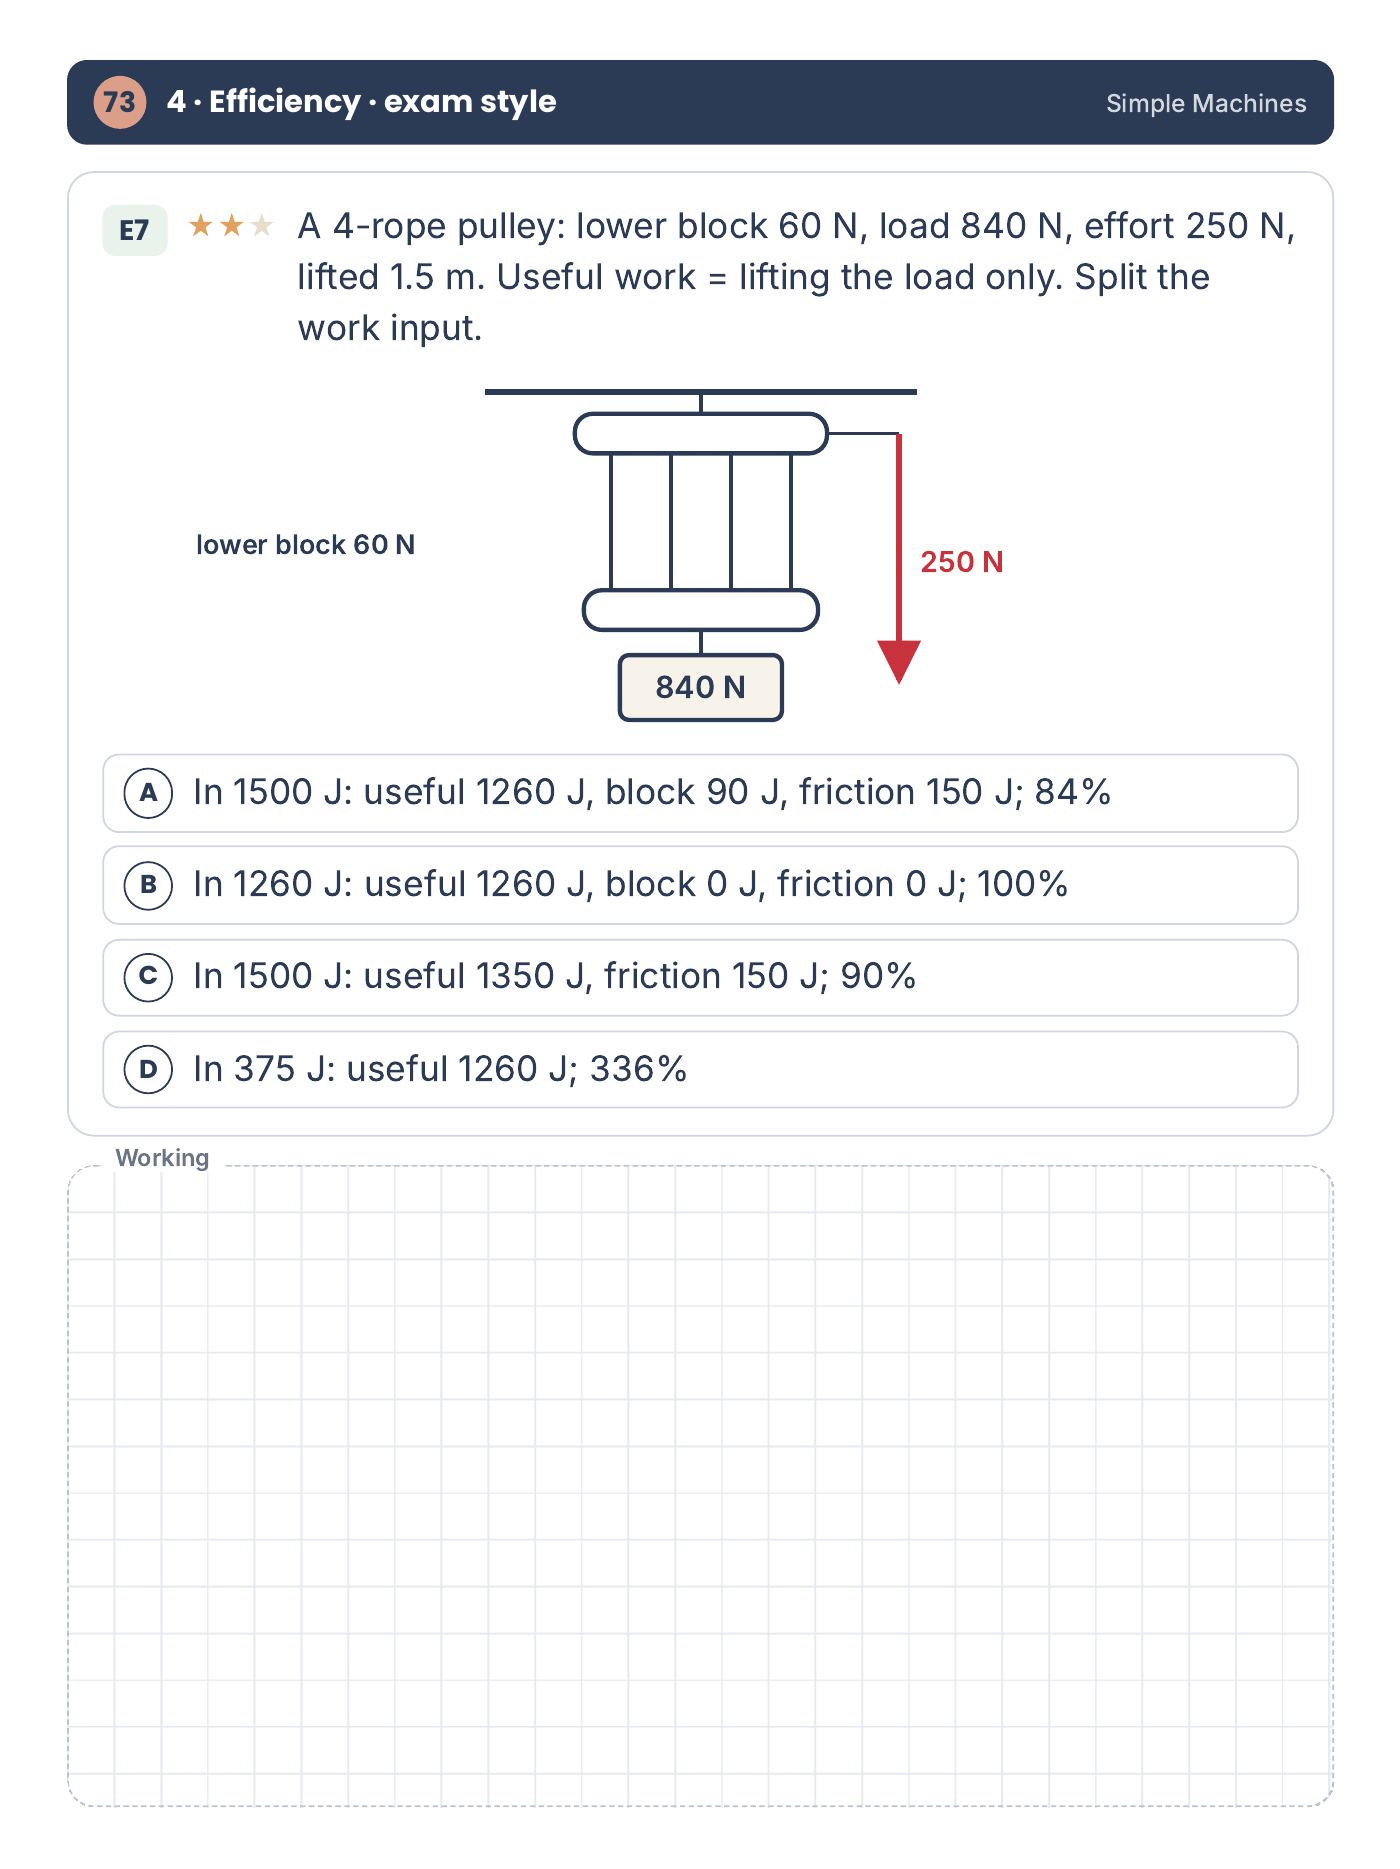 73 4 · Efficiency · exam style Simple Machines
E7 ★★★ A 4-rope pulley: lower block 60 N, load 840 N, effort 250 N,
lifted 1.5 m. Useful work = lifting the load only. Split the
work input.
lower block 60 N
250 N
840 N
A In 1500 J: useful 1260 J, block 90 J, friction 150 J; 84%
B In 1260 J: useful 1260 J, block 0 J, friction 0 J; 100%
C In 1500 J: useful 1350 J, friction 150 J; 90%
D In 375 J: useful 1260 J; 336%
Working